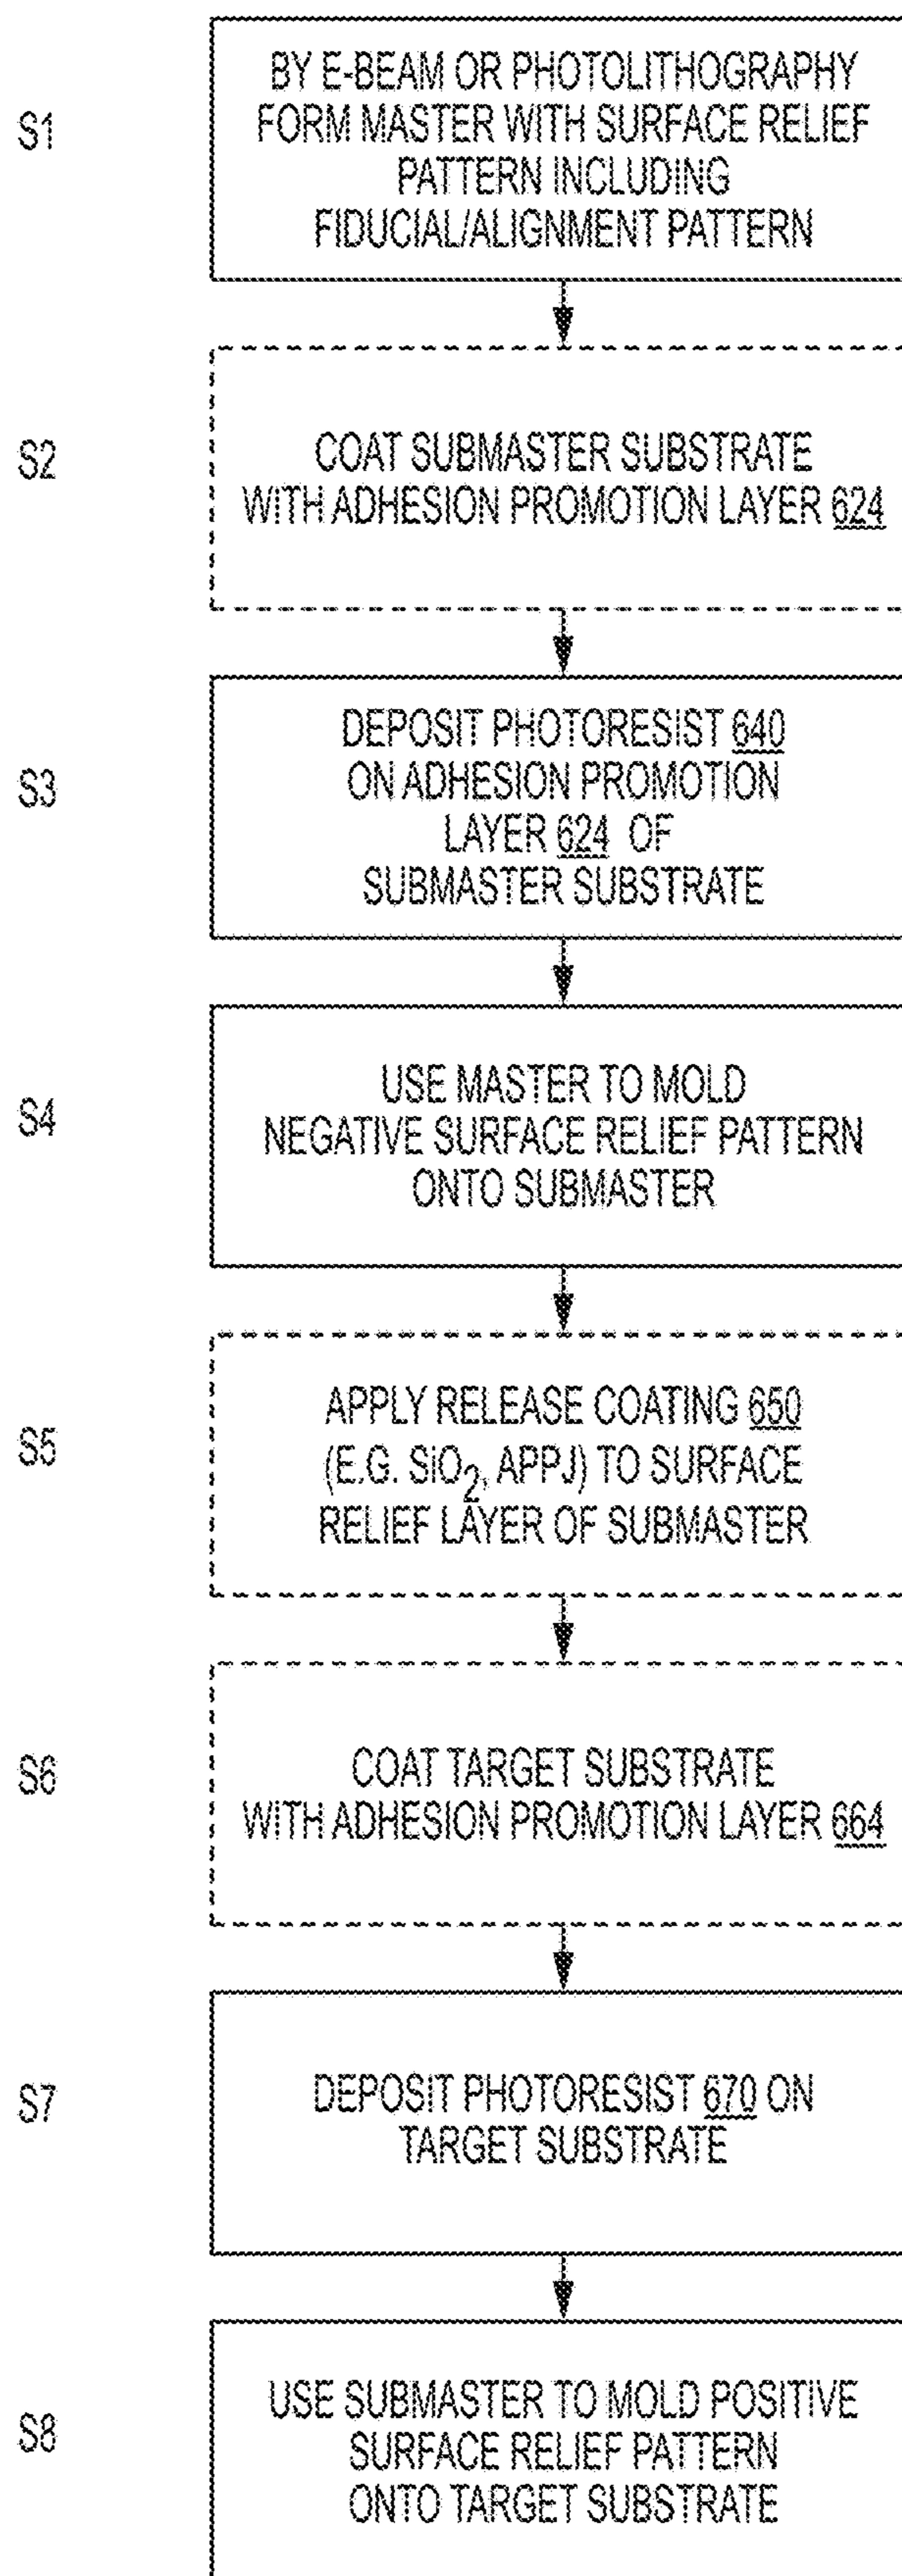 S1
BY E-BEAM OR PHOTOLITHOGRAPHY
FORM MASTER WITH SURFACE RELIEF
PATTERN INCLUDING
FIDUCIAL/ALIGNMENT PATTERN
S2
COAT SUBMASTER SUBSTRATE
WITH ADHESION PROMOTION LAYER 624
S3
DEPOSIT PHOTORESIST 640
ON ADHESION PROMOTION
LAYER 624 OF
SUBMASTER SUBSTRATE
S4
USE MASTER TO MOLD
NEGATIVE SURFACE RELIEF PATTERN
ONTO SUBMASTER
S5
APPLY RELEASE COATING 650
(E.G. SiO2, APPJ) TO SURFACE
RELIEF LAYER OF SUBMASTER
S6
COAT TARGET SUBSTRATE
WITH ADHESION PROMOTION LAYER 664
S7
DEPOSIT PHOTORESIST 670 ON
TARGET SUBSTRATE
S8
USE SUBMASTER TO MOLD POSITIVE
SURFACE RELIEF PATTERN
ONTO TARGET SUBSTRATE